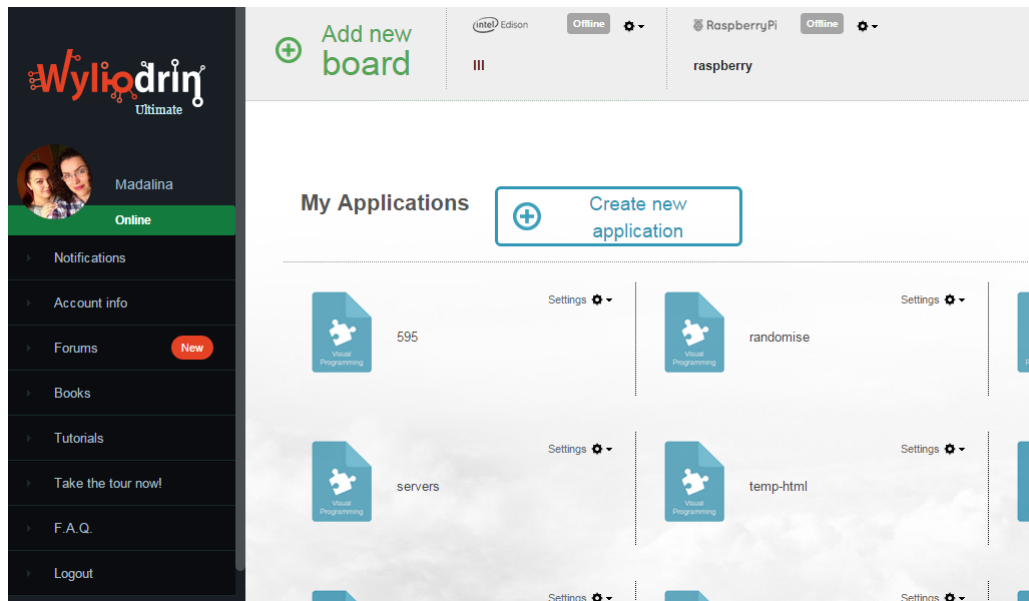 Wyliodrin
Ultimate
Madalina
Online
Notifications
Account info
Forums New
Books
Tutorials
Take the tour now!
F.A.Q.
Logout
Add new
board
intel Edison Offline
III
RaspberryPi Offline
raspberry
My Applications
Create new
application
Settings
595
Visual
Programming
Settings
randomise
Visual
Programming
Settings
servers
Visual
Programming
Settings
temp-html
Visual
Programming
Settings
Settings